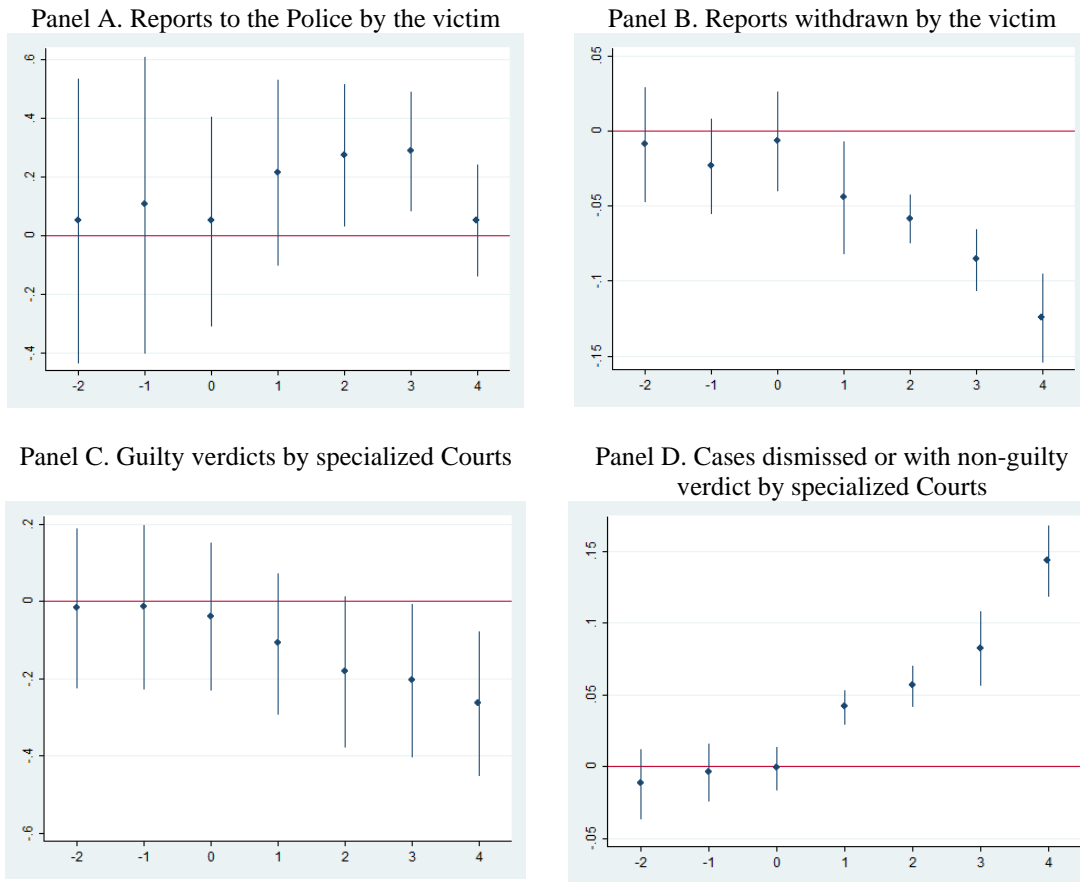 Panel A. Reports to the Police by the victim
.6
.4
.2
0
-.2
-.4
-2 -1 0 1 2 3 4
Panel B. Reports withdrawn by the victim
.05
0
-.05
-.1
-.15
-2 -1 0 1 2 3 4
Panel C. Guilty verdicts by specialized Courts
.2
0
-.2
-.4
-.6
-2 -1 0 1 2 3 4
Panel D. Cases dismissed or with non-guilty
verdict by specialized Courts
.15
.1
.05
0
-.05
-2 -1 0 1 2 3 4